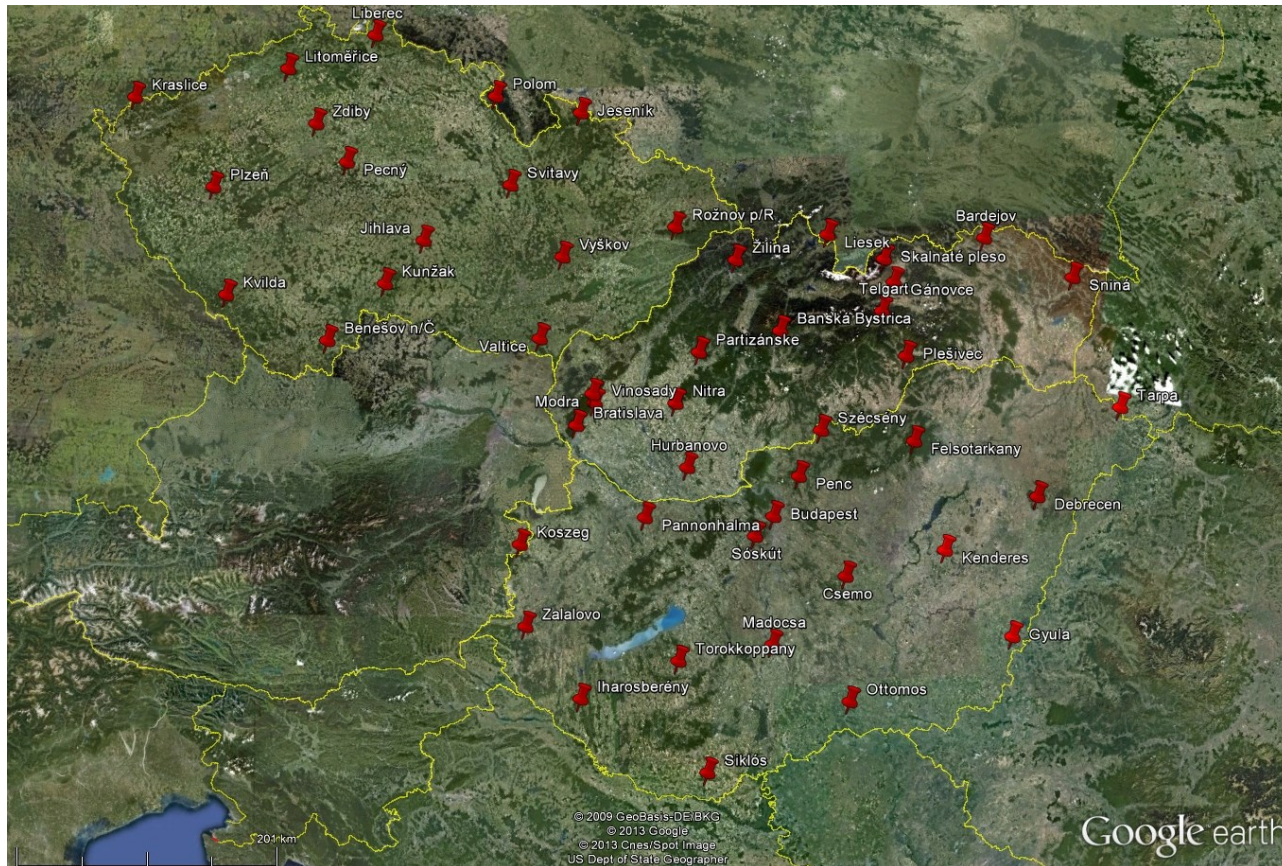 Liberec
Litoměřice
Kraslice
Polom
Jeseník
Zdiby
Pecný
Plzeň
Svitavy
Rožnov p/R
Bardejov
Jihlava
Liesek
Vyškov
Žilina
Skalnaté pleso
Kunžak
Telgart
Gánovce
Sniná
Kvilda
Banská Bystrica
Benešov n/Č
Valtice
Partizánske
Plešivec
Vinosady
Nitra
Tarpa
Modra
Bratislava
Szécsény
Hurbanovo
Felsotarkany
Penc
Debrecen
Budapest
Pannonhalma
Koszeg
Sóskút
Kenderes
Csemo
Zalalovo
Madocsa
Gyula
Torokkoppany
Iharosberény
Ottomos
Siklós
© 2009 GeoBasis-DE/BKG
© 2013 Google
© 2013 Cnes/Spot Image
US Dept of State Geographer
201 km
Google earth